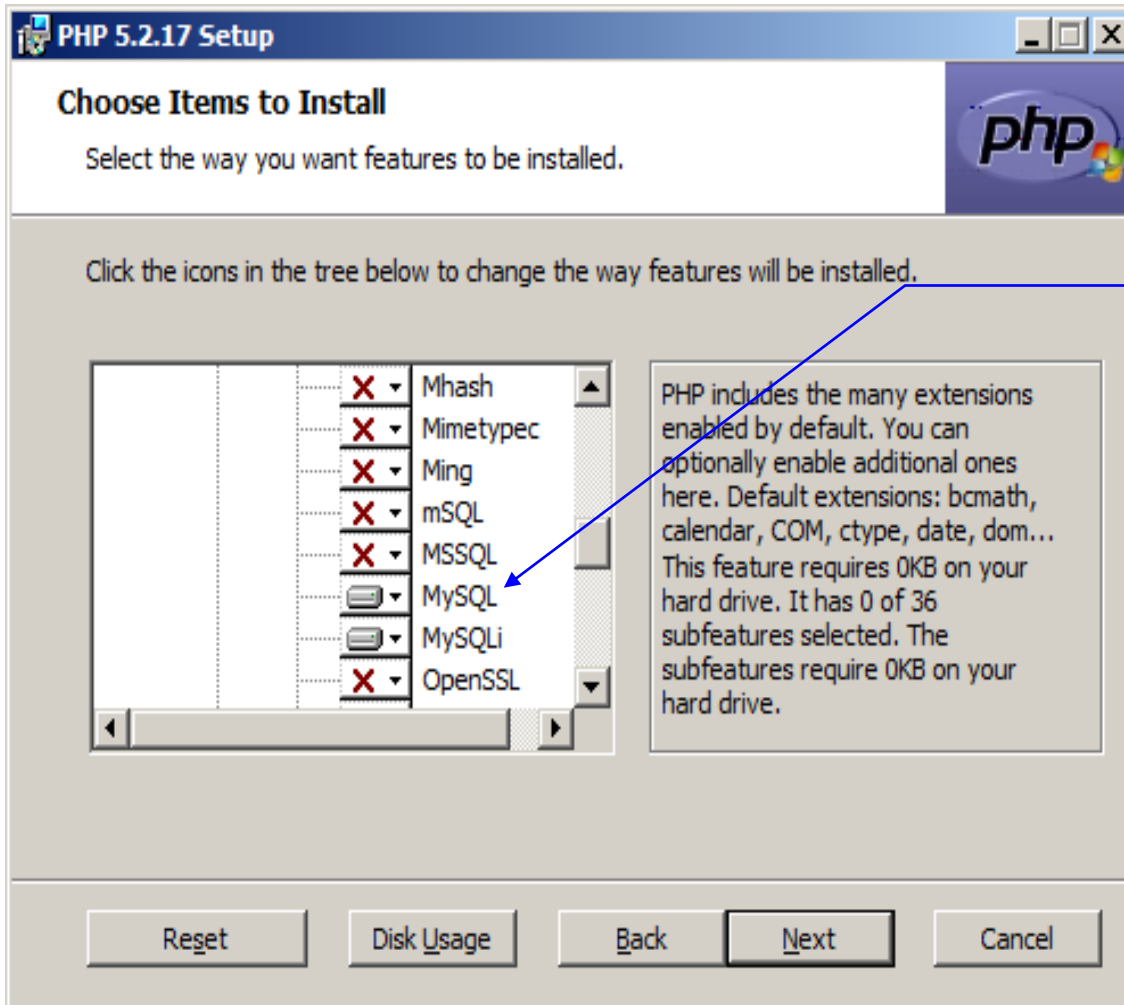 PHP 5.2.17 Setup
Choose Items to Install
Select the way you want features to be installed.
php
Click the icons in the tree below to change the way features will be installed.
Mhash
Mimetypec
Ming
mSQL
MSSQL
MySQL
MySQLi
OpenSSL
PHP includes the many extensions
enabled by default. You can
optionally enable additional ones
here. Default extensions: bcmath,
calendar, COM, ctype, date, dom...
This feature requires 0KB on your
hard drive. It has 0 of 36
subfeatures selected. The
subfeatures require 0KB on your
hard drive.
Reset
Disk Usage
Back
Next
Cancel